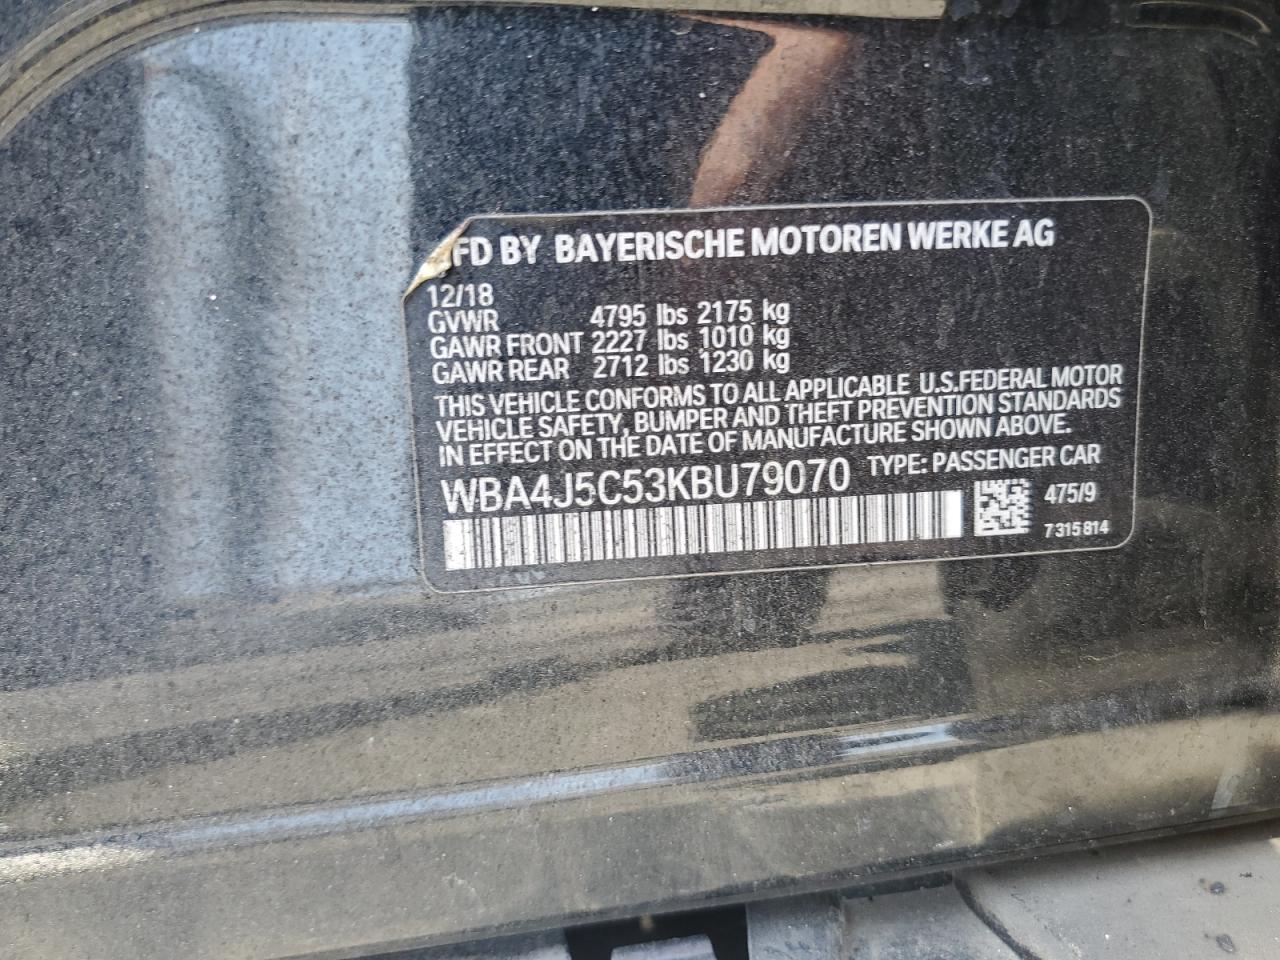 FD BY BAYERISCHE MOTOREN WERKE AG
12/18
GVWR 4795 lbs 2175 kg
GAWR FRONT 2227 lbs 1010 kg
GAWR REAR 2712 lbs 1230 kg
THIS VEHICLE CONFORMS TO ALL APPLICABLE U.S.FEDERAL MOTOR
VEHICLE SAFETY, BUMPER AND THEFT PREVENTION STANDARDS
IN EFFECT ON THE DATE OF MANUFACTURE SHOWN ABOVE.
WBA4J5C53KBU79070 TYPE: PASSENGER CAR
475/9
7315814